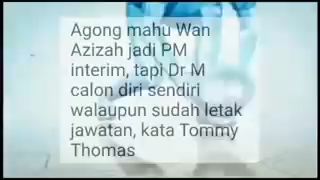 Agong mahu Wan
Azizah jadi PM
interim, tapi Dr M
calon diri sendiri
walaupun sudah letak
jawatan, kata Tommy
Thomas